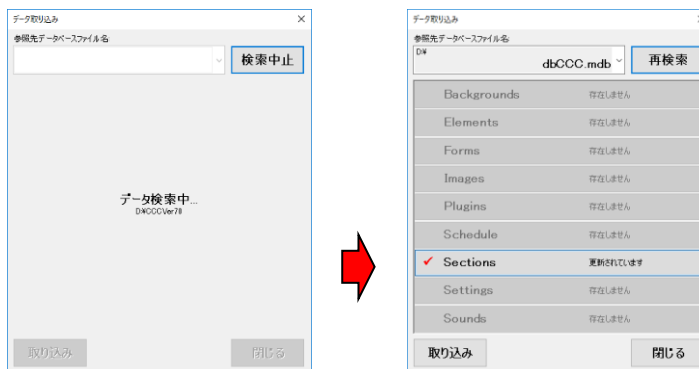 データ取り込み
参照先データベースファイル名
検索中止
データ検索中...
D:¥CCCVer78
取り込み
閉じる
データ取り込み
参照先データベースファイル名
D:¥
dbCCC.mdb
再検索
Backgrounds 存在しません
Elements 存在しません
Forms 存在しません
Images 存在しません
Plugins 存在しません
Schedule 存在しません
✓ Sections 更新されています
Settings 存在しません
Sounds 存在しません
取り込み
閉じる